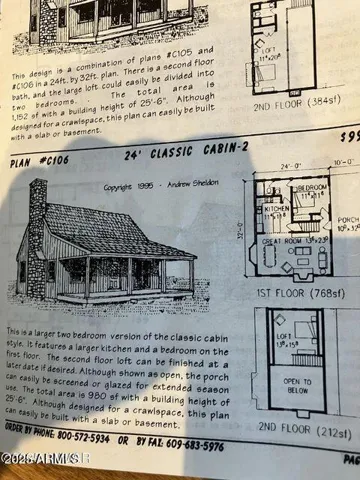 This design is a combination of plans #C105 and
#C106 in a 24ft. by 32ft. plan. There is a second floor
bath, and the large loft could easily be divided into
two bedrooms. The total area is
1,152 sf with a building height of 25'-6". Although
designed for a crawlspace, this plan can easily be built
with a slab or basement.
LOFT
11⁴x20⁸
2ND FLOOR (384sf)
PLAN #C106
24' CLASSIC CABIN-2
Copyright 1995 · Andrew Sheldon
24'-0"
10'-0"
BEDROOM
KITCHEN
PORCH
32'-0"
GREAT ROOM
1ST FLOOR (768sf)
This is a larger two bedroom version of the classic cabin
style. It features a larger kitchen and a bedroom on the
first floor. The second floor loft can be finished at a
later date if desired. Although shown as open, the porch
can easily be screened or glazed for extended season
use. The total area is 980 sf with a building height of
25'-6". Although designed for a crawlspace, this plan
can easily be built with a slab or basement.
LOFT
OPEN TO
BELOW
2ND FLOOR (212sf)
ORDER BY PHONE: 800-572-5934 OR BY FAX: 609-683-5976